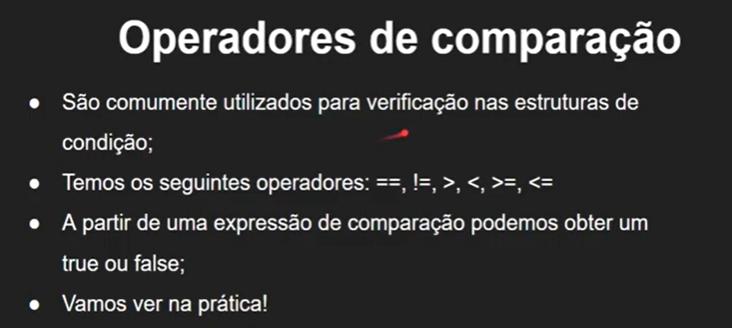 Operadores de comparação
● São comumente utilizados para verificação nas estruturas de
condição;
● Temos os seguintes operadores: ==, !=, >, <, >=, <=
● A partir de uma expressão de comparação podemos obter um
true ou false;
● Vamos ver na prática!